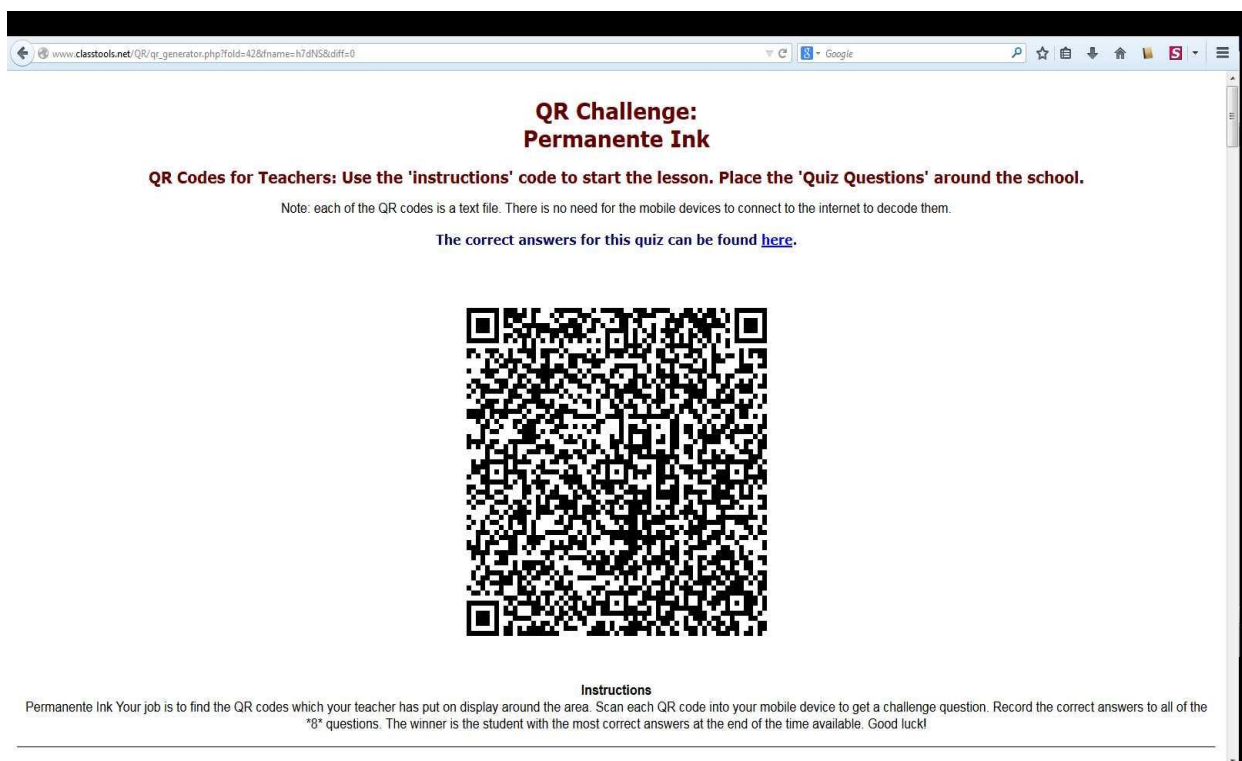 www.classtools.net/QR/qr_generator.php?fold=42&fname=h7dNS&diff=0
Google
QR Challenge:
Permanente Ink
QR Codes for Teachers: Use the 'instructions' code to start the lesson. Place the 'Quiz Questions' around the school.
Note: each of the QR codes is a text file. There is no need for the mobile devices to connect to the internet to decode them.
The correct answers for this quiz can be found here.
Instructions
Permanente Ink Your job is to find the QR codes which your teacher has put on display around the area. Scan each QR code into your mobile device to get a challenge question. Record the correct answers to all of the
*8* questions. The winner is the student with the most correct answers at the end of the time available. Good luck!